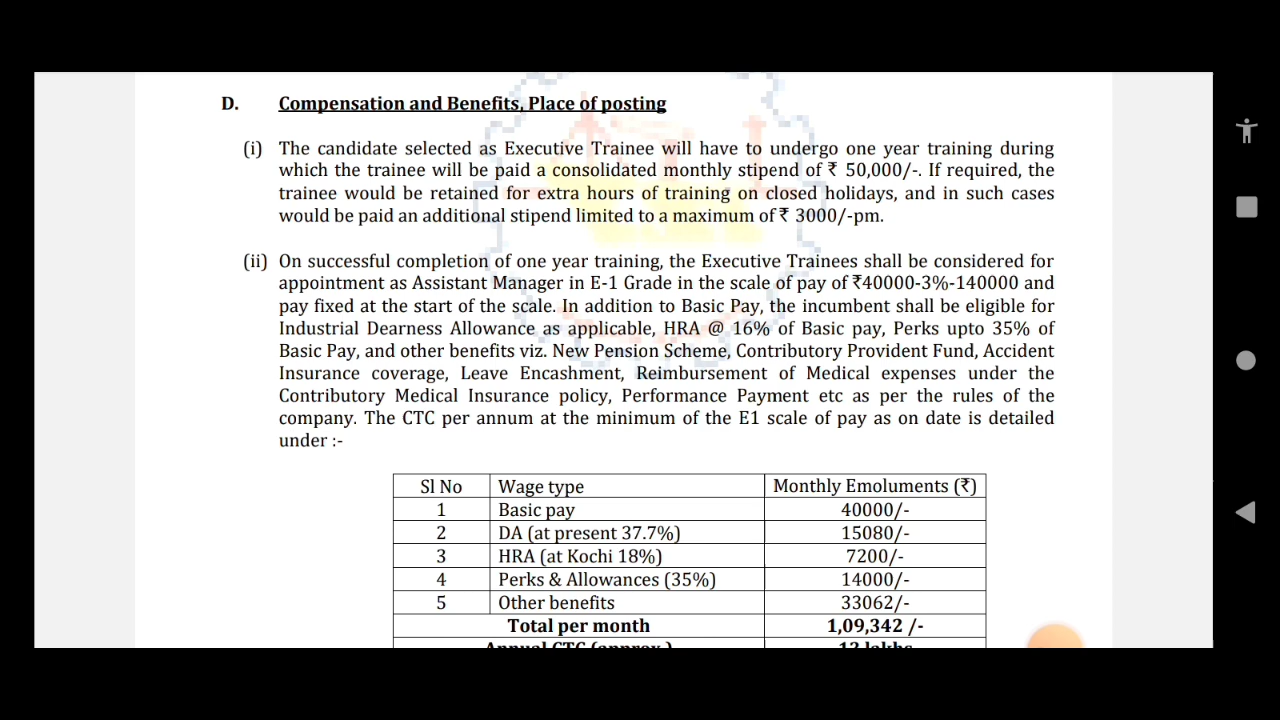 D. Compensation and Benefits, Place of posting
(i) The candidate selected as Executive Trainee will have to undergo one year training during
which the trainee will be paid a consolidated monthly stipend of ₹ 50,000/-. If required, the
trainee would be retained for extra hours of training on closed holidays, and in such cases
would be paid an additional stipend limited to a maximum of ₹ 3000/-pm.
(ii) On successful completion of one year training, the Executive Trainees shall be considered for
appointment as Assistant Manager in E-1 Grade in the scale of pay of ₹40000-3%-140000 and
pay fixed at the start of the scale. In addition to Basic Pay, the incumbent shall be eligible for
Industrial Dearness Allowance as applicable, HRA @ 16% of Basic pay, Perks upto 35% of
Basic Pay, and other benefits viz. New Pension Scheme, Contributory Provident Fund, Accident
Insurance coverage, Leave Encashment, Reimbursement of Medical expenses under the
Contributory Medical Insurance policy, Performance Payment etc as per the rules of the
company. The CTC per annum at the minimum of the E1 scale of pay as on date is detailed
under :-
Sl No Wage type Monthly Emoluments (₹)
1 Basic pay 40000/-
2 DA (at present 37.7%) 15080/-
3 HRA (at Kochi 18%) 7200/-
4 Perks & Allowances (35%) 14000/-
5 Other benefits 33062/-
Total per month 1,09,342 /-
Annual CTC (approx.) 13 lakhs